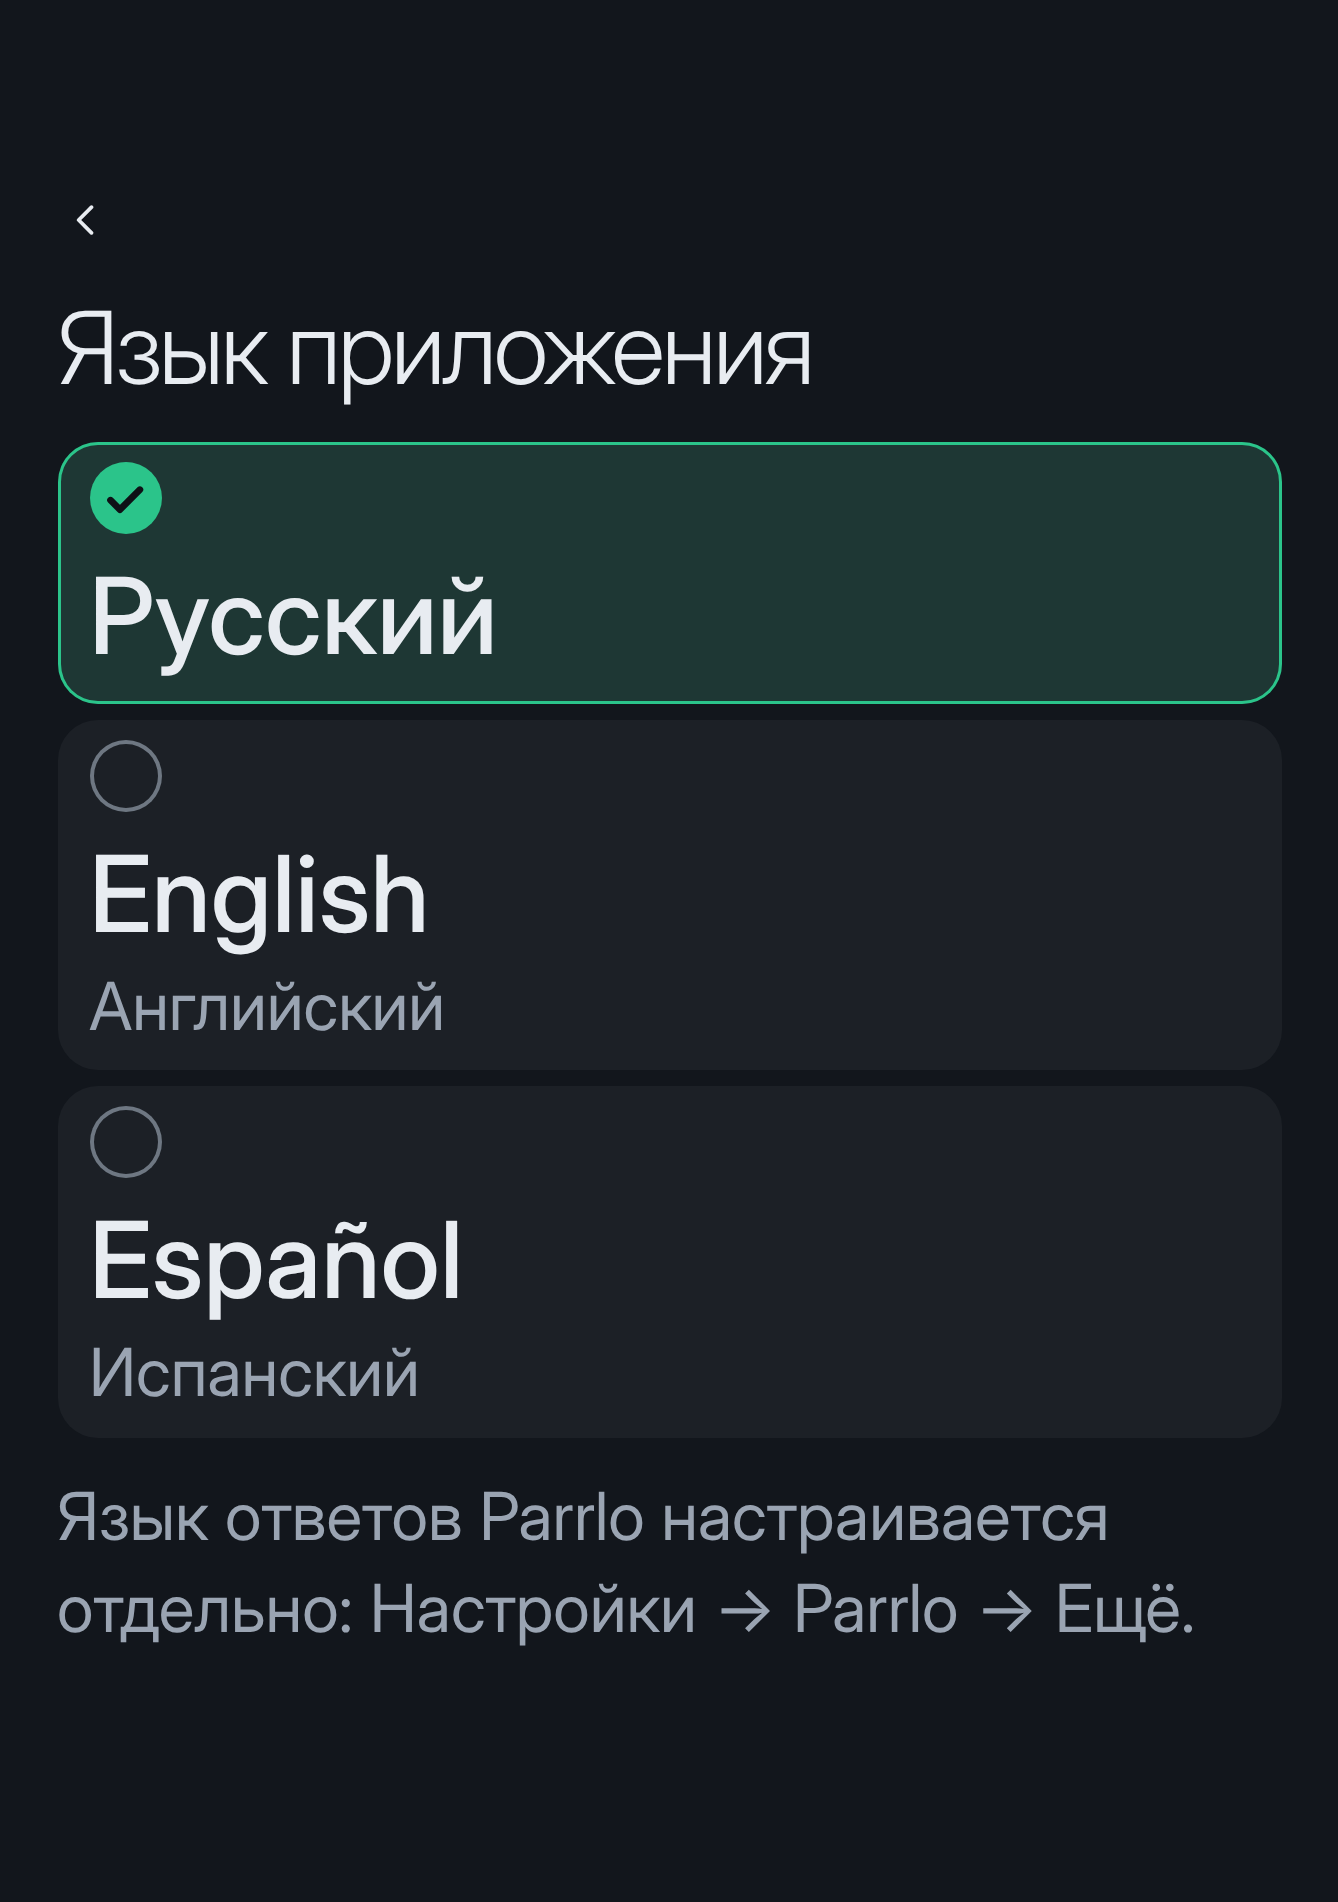 Язык приложения
Русский
English
Английский
Español
Испанский
Язык ответов Parrlo настраивается
отдельно: Настройки → Parrlo → Ещё.